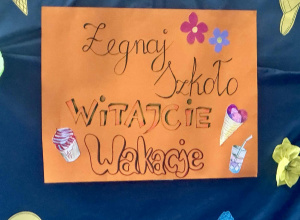 Żegnaj
Szkoło
WITAJCIE
Wakacje